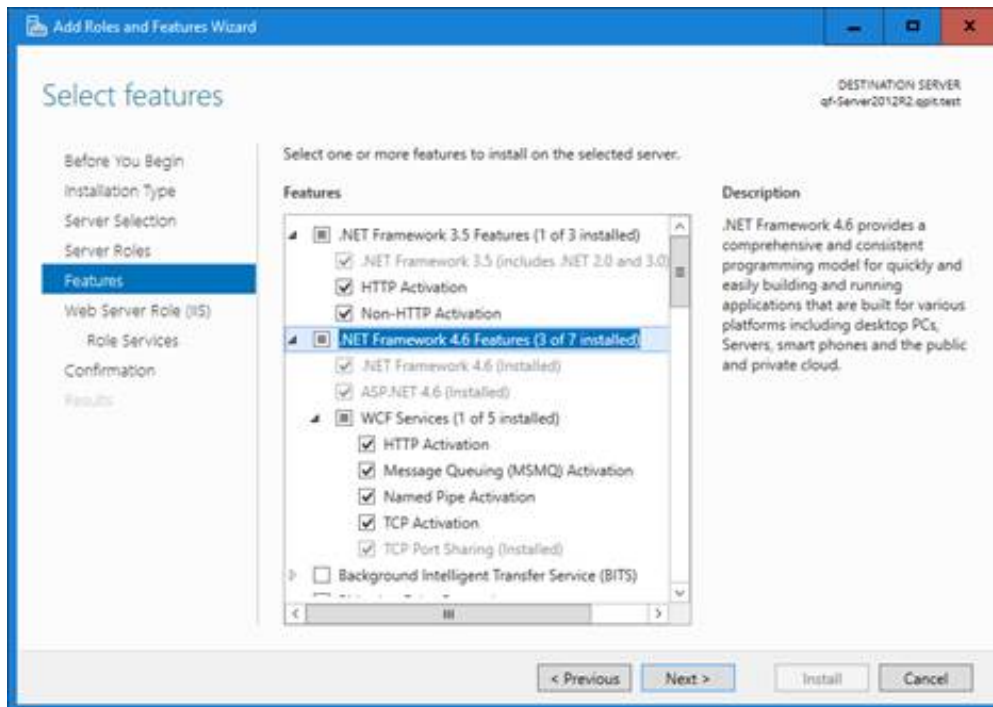 Add Roles and Features Wizard
Select features
DESTINATION SERVER
qf-Server2012R2.qpit.test
Before You Begin
Installation Type
Server Selection
Server Roles
Features
Web Server Role (IIS)
Role Services
Confirmation
Results
Select one or more features to install on the selected server.
Features
.NET Framework 3.5 Features (1 of 3 installed)
.NET Framework 3.5 (includes .NET 2.0 and 3.0)
HTTP Activation
Non-HTTP Activation
.NET Framework 4.6 Features (3 of 7 installed)
.NET Framework 4.6 (Installed)
ASP.NET 4.6 (Installed)
WCF Services (1 of 5 installed)
HTTP Activation
Message Queuing (MSMQ) Activation
Named Pipe Activation
TCP Activation
TCP Port Sharing (Installed)
Background Intelligent Transfer Service (BITS)
Description
.NET Framework 4.6 provides a
comprehensive and consistent
programming model for quickly and
easily building and running
applications that are built for various
platforms including desktop PCs,
Servers, smart phones and the public
and private cloud.
< Previous
Next >
Install
Cancel